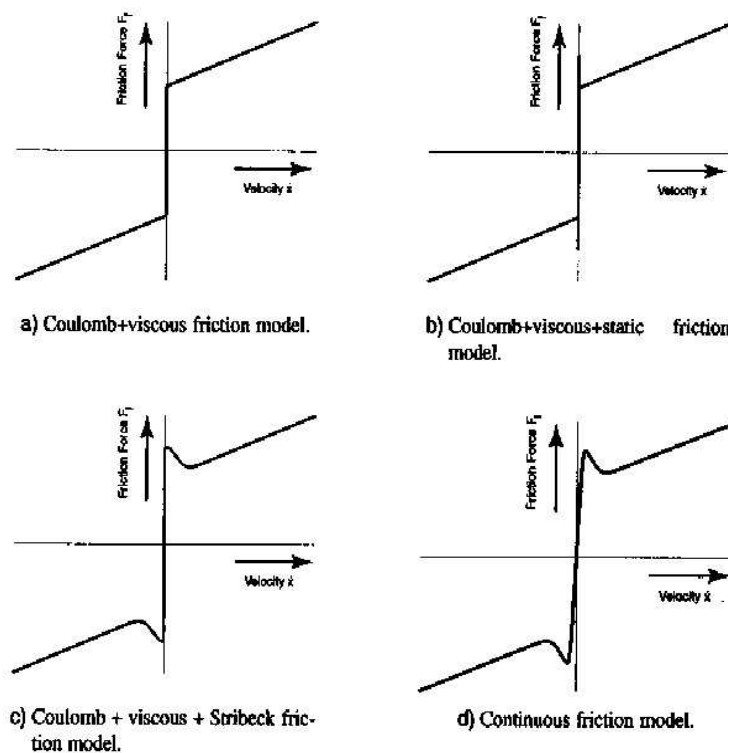 Friction Force F_f
Velocity ẋ
a) Coulomb+viscous friction model.
Friction Force F_f
Velocity ẋ
b) Coulomb+viscous+static friction
model.
Friction Force F_f
Velocity ẋ
c) Coulomb + viscous + Stribeck fric-
tion model.
Friction Force F_f
Velocity ẋ
d) Continuous friction model.